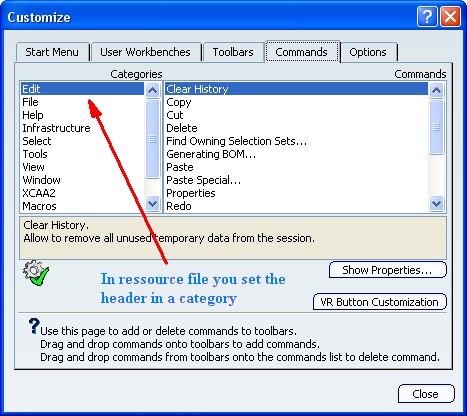 Customize
Start Menu User Workbenches Toolbars Commands Options
Categories Commands
Edit Clear History
File Copy
Help Cut
Infrastructure Delete
Select Find Owning Selection Sets...
Tools Generating BOM...
View Paste
Window Paste Special...
XCAA2 Properties
Macros Redo
Clear History.
Allow to remove all unused temporary data from the session.
In ressource file you set the
header in a category
Show Properties...
VR Button Customization
? Use this page to add or delete commands to toolbars.
Drag and drop commands onto toolbars to add commands.
Drag and drop commands from toolbars onto the commands list to delete command.
Close